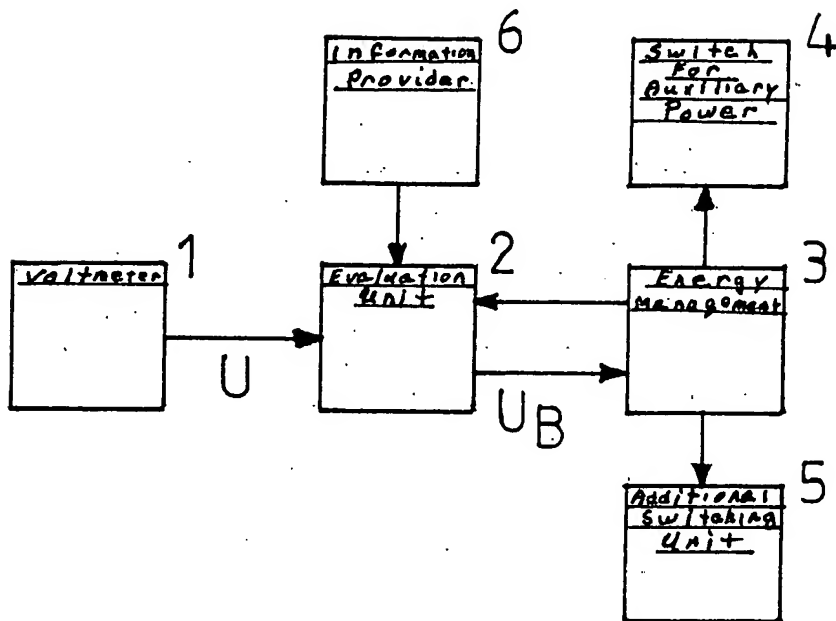 6
Information
Provider
4
Switch
For
Auxiliary
Power
1
Voltmeter
2
Evaluation
Unit
3
Energy
Management
U
UB
5
Additional
Switching
Unit